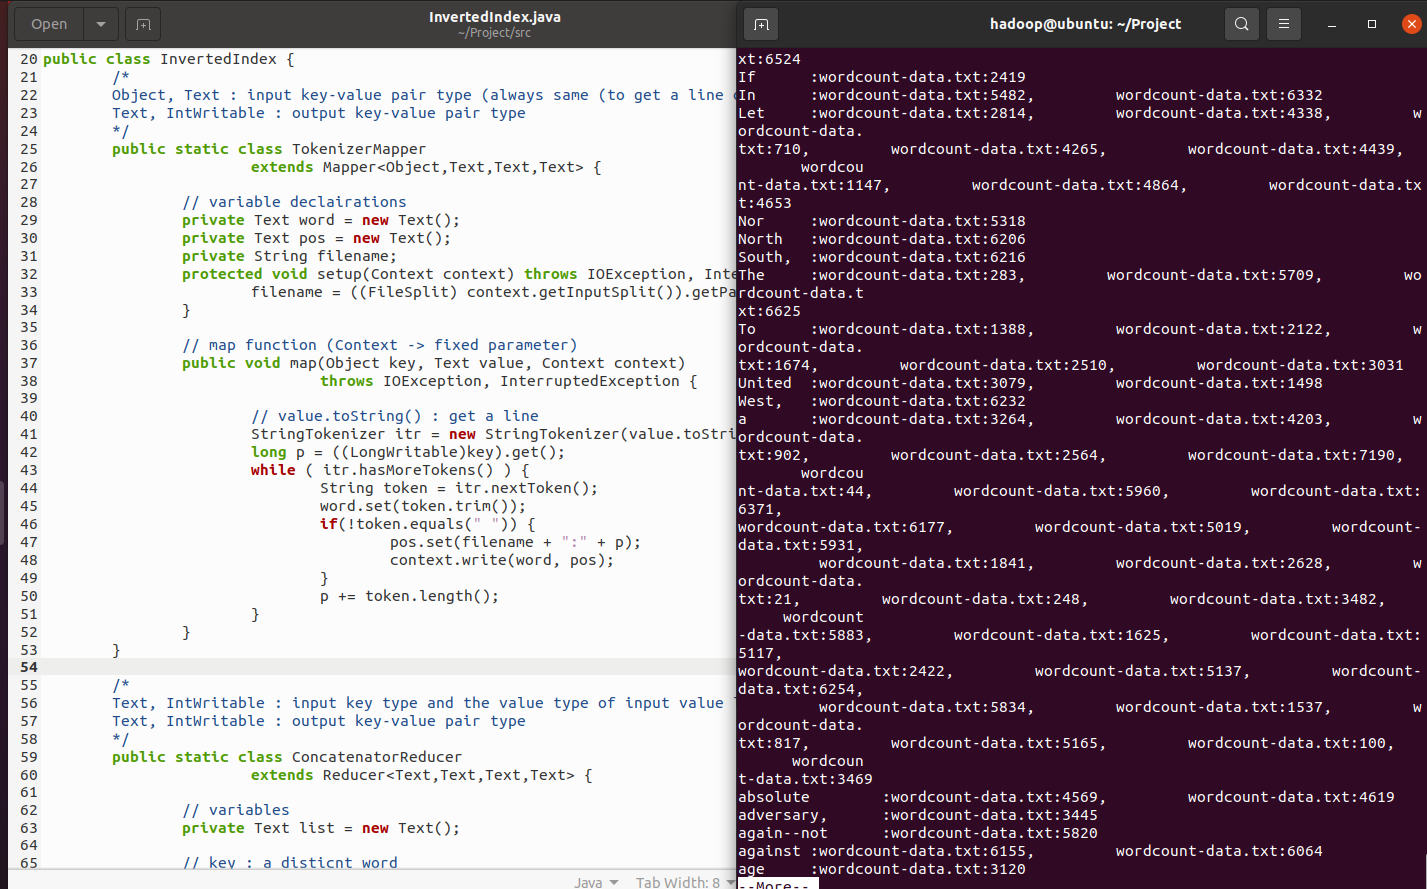 Open
InvertedIndex.java
~/Project/src
20 public class InvertedIndex {
21 /*
22 Object, Text : input key-value pair type (always same (to get a line
23 Text, IntWritable : output key-value pair type
24 */
25 public static class TokenizerMapper
26 extends Mapper<Object,Text,Text,Text> {
27
28 // variable declairations
29 private Text word = new Text();
30 private Text pos = new Text();
31 private String filename;
32 protected void setup(Context context) throws IOException, Inte
33 filename = ((FileSplit) context.getInputSplit()).getPa
34 }
35
36 // map function (Context -> fixed parameter)
37 public void map(Object key, Text value, Context context)
38 throws IOException, InterruptedException {
39
40 // value.toString() : get a line
41 StringTokenizer itr = new StringTokenizer(value.toStri
42 long p = ((LongWritable)key).get();
43 while ( itr.hasMoreTokens() ) {
44 String token = itr.nextToken();
45 word.set(token.trim());
46 if(!token.equals(" ")) {
47 pos.set(filename + ":" + p);
48 context.write(word, pos);
49 }
50 p += token.length();
51 }
52 }
53 }
54
55 /*
56 Text, IntWritable : input key type and the value type of input value
57 Text, IntWritable : output key-value pair type
58 */
59 public static class ConcatenatorReducer
60 extends Reducer<Text,Text,Text,Text> {
61
62 // variables
63 private Text list = new Text();
64
65 // key : a disticnt word
Java Tab Width: 8
hadoop@ubuntu: ~/Project
xt:6524
If :wordcount-data.txt:2419
In :wordcount-data.txt:5482, wordcount-data.txt:6332
Let :wordcount-data.txt:2814, wordcount-data.txt:4338, w
ordcount-data.
txt:710, wordcount-data.txt:4265, wordcount-data.txt:4439,
wordcou
nt-data.txt:1147, wordcount-data.txt:4864, wordcount-data.tx
t:4653
Nor :wordcount-data.txt:5318
North :wordcount-data.txt:6206
South, :wordcount-data.txt:6216
The :wordcount-data.txt:283, wordcount-data.txt:5709, wo
rdcount-data.t
xt:6625
To :wordcount-data.txt:1388, wordcount-data.txt:2122, w
ordcount-data.
txt:1674, wordcount-data.txt:2510, wordcount-data.txt:3031
United :wordcount-data.txt:3079, wordcount-data.txt:1498
West, :wordcount-data.txt:6232
a :wordcount-data.txt:3264, wordcount-data.txt:4203, w
ordcount-data.
txt:902, wordcount-data.txt:2564, wordcount-data.txt:7190,
wordcou
nt-data.txt:44, wordcount-data.txt:5960, wordcount-data.txt:
6371,
wordcount-data.txt:6177, wordcount-data.txt:5019, wordcount-
data.txt:5931,
wordcount-data.txt:1841, wordcount-data.txt:2628, w
ordcount-data.
txt:21, wordcount-data.txt:248, wordcount-data.txt:3482,
wordcount
-data.txt:5883, wordcount-data.txt:1625, wordcount-data.txt:
5117,
wordcount-data.txt:2422, wordcount-data.txt:5137, wordcount-
data.txt:6254,
wordcount-data.txt:5834, wordcount-data.txt:1537, w
ordcount-data.
txt:817, wordcount-data.txt:5165, wordcount-data.txt:100,
wordcoun
t-data.txt:3469
absolute :wordcount-data.txt:4569, wordcount-data.txt:4619
adversary, :wordcount-data.txt:3445
again--not :wordcount-data.txt:5820
against :wordcount-data.txt:6155, wordcount-data.txt:6064
age :wordcount-data.txt:3120
--More--